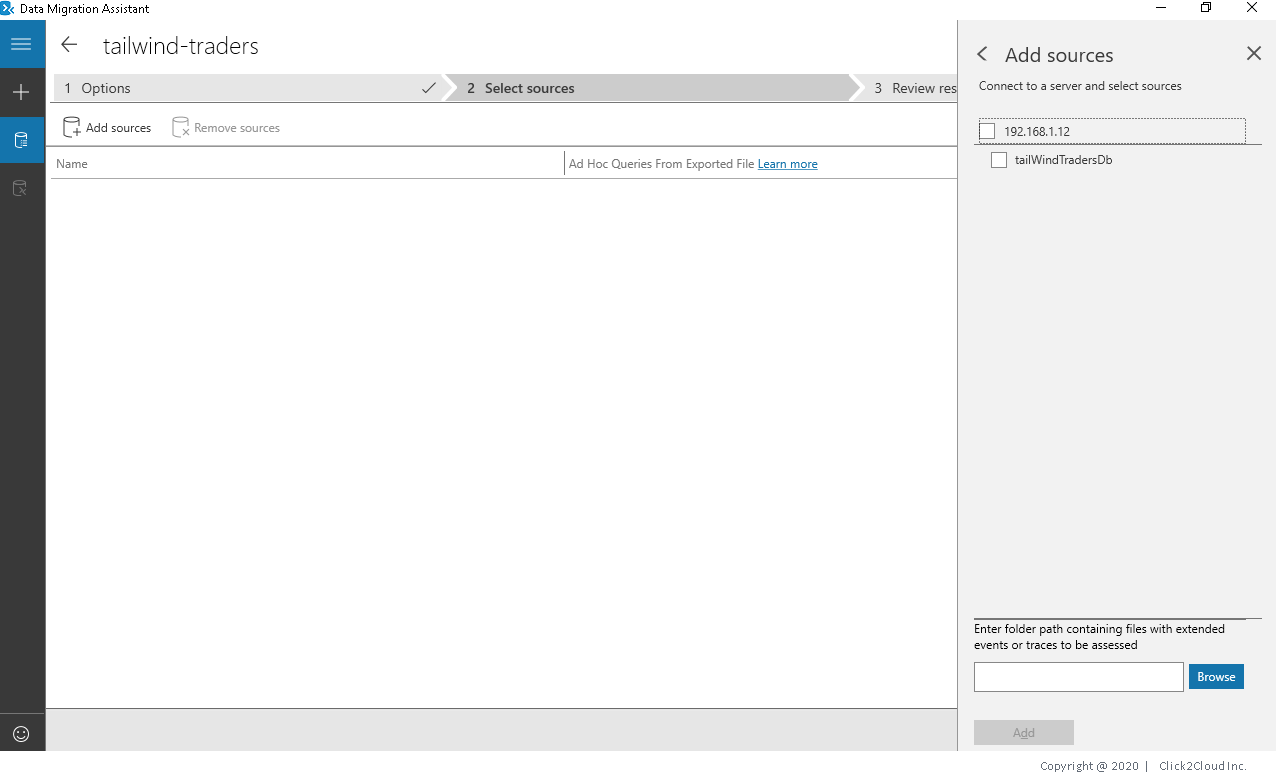 Data Migration Assistant
tailwind-traders
1 Options
2 Select sources
3 Review res
Add sources
Remove sources
Name
Ad Hoc Queries From Exported File Learn more
Add sources
Connect to a server and select sources
192.168.1.12
tailWindTradersDb
Enter folder path containing files with extended
events or traces to be assessed
Browse
Add
Copyright @ 2020 | Click2Cloud Inc.